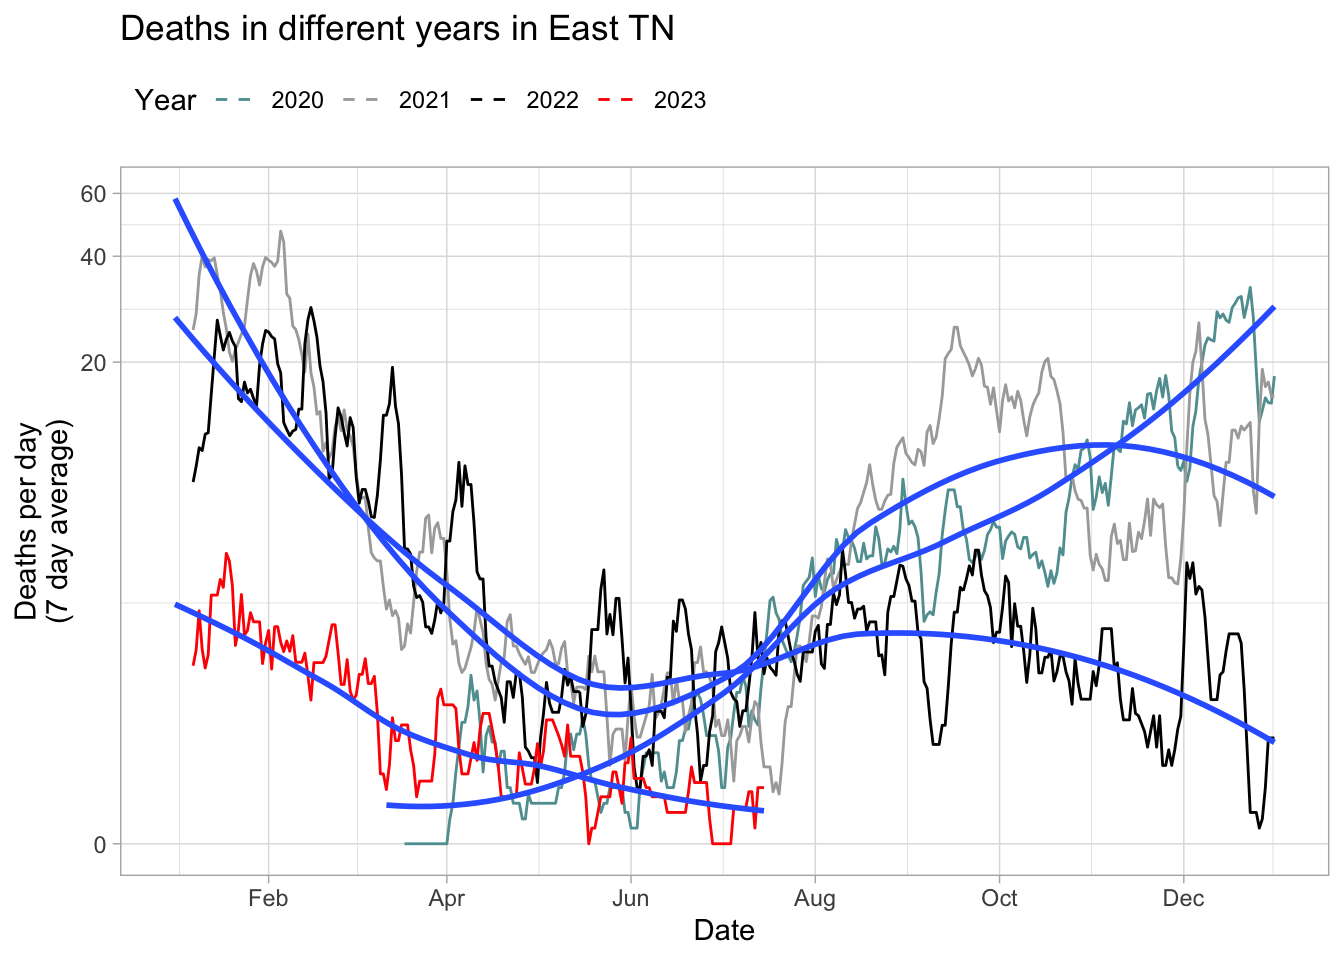 Deaths in different years in East TN
Year 2020 2021 2022 2023
Deaths per day
(7 day average)
60
40
20
0
Feb Apr Jun Aug Oct Dec
Date